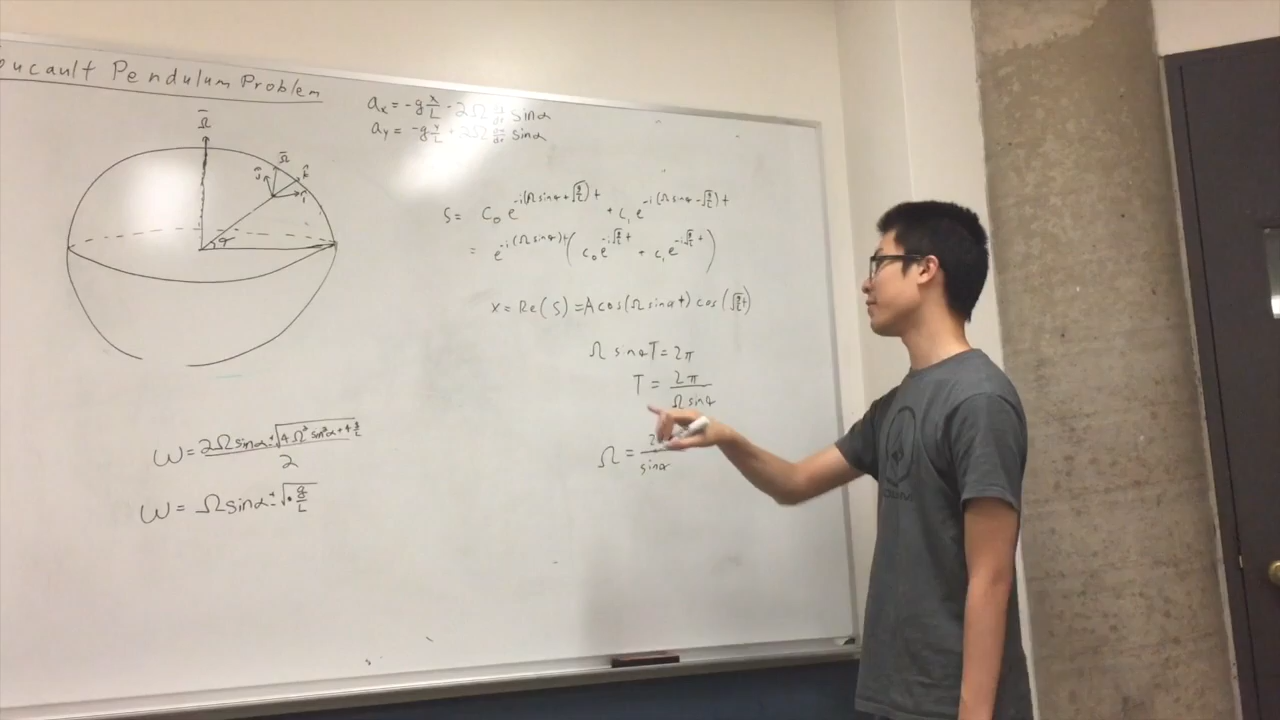 oucault Pendulum Problem
aₓ = -g x/L - 2Ω dy/dt sinα
a_y = -g y/L + 2Ω dx/dt sinα
Ω̄
Ω̄
ĵ k̂
î
α
S = C₀e^(-i(Ω sinα + √(g/L))t) + C₁e^(-i(Ω sinα - √(g/L))t)
= e^(-i(Ω sinα)t) (C₀e^(-i√(g/L)t) + C₁e^(-i√(g/L)t))
x = Re(S) = A cos(Ω sinα t) cos(√(g/L)t)
Ω sinα T = 2π
T = 2π/(Ω sinα)
Ω = 2 / sinα
ω = (2Ω sinα ± √(4Ω² sin²α + 4 g/L)) / 2
ω = Ω sinα ± √(g/L)